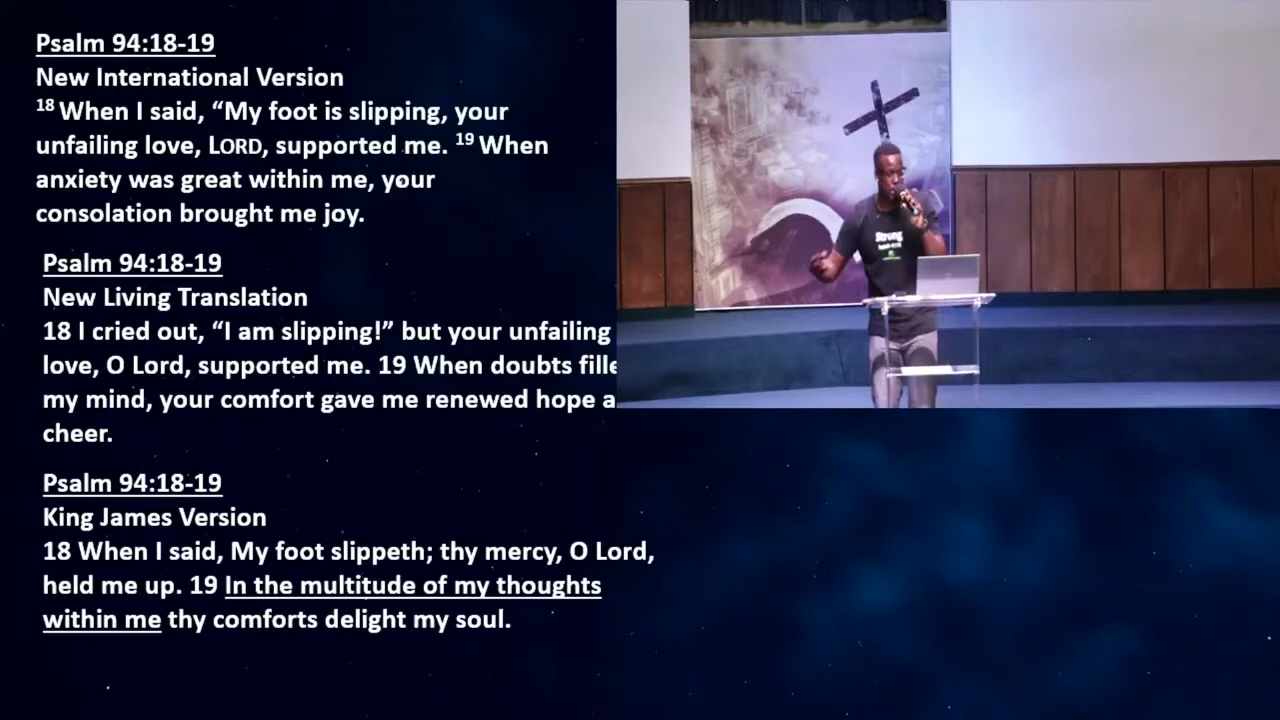 Psalm 94:18-19
New International Version
18 When I said, “My foot is slipping, your
unfailing love, LORD, supported me. 19 When
anxiety was great within me, your
consolation brought me joy.
Psalm 94:18-19
New Living Translation
18 I cried out, “I am slipping!” but your unfailing
love, O Lord, supported me. 19 When doubts fille
my mind, your comfort gave me renewed hope a
cheer.
Psalm 94:18-19
King James Version
18 When I said, My foot slippeth; thy mercy, O Lord,
held me up. 19 In the multitude of my thoughts
within me thy comforts delight my soul.
Strong